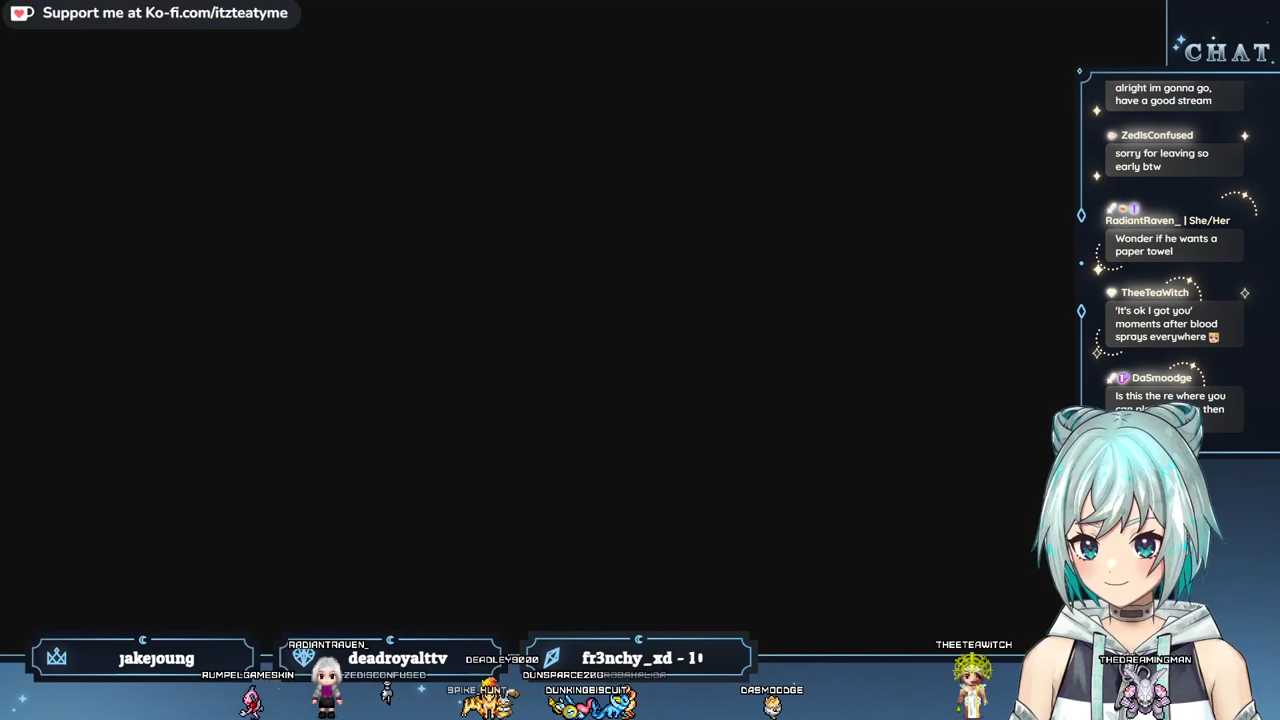 Support me at Ko-fi.com/itzteatyme
CHAT
alright im gonna go,
have a good stream
ZedIsConfused
sorry for leaving so
early btw
RadiantRaven_ | She/Her
Wonder if he wants a
paper towel
TheeTeaWitch
'It's ok I got you'
moments after blood
sprays everywhere
DaSmoodge
Is this the re where you
then
jakejoung
deadroyalttv
fr3nchy_xd
RADIANTRAVEN_
THEETEAWITCH
DEADLEY9000
THEDREAMINGMAN
RUMPELGAMESKIN
ZEDISCONFUSED
SPIKE_HUNT
DUNKINGBISCUIT
DASMOODGE